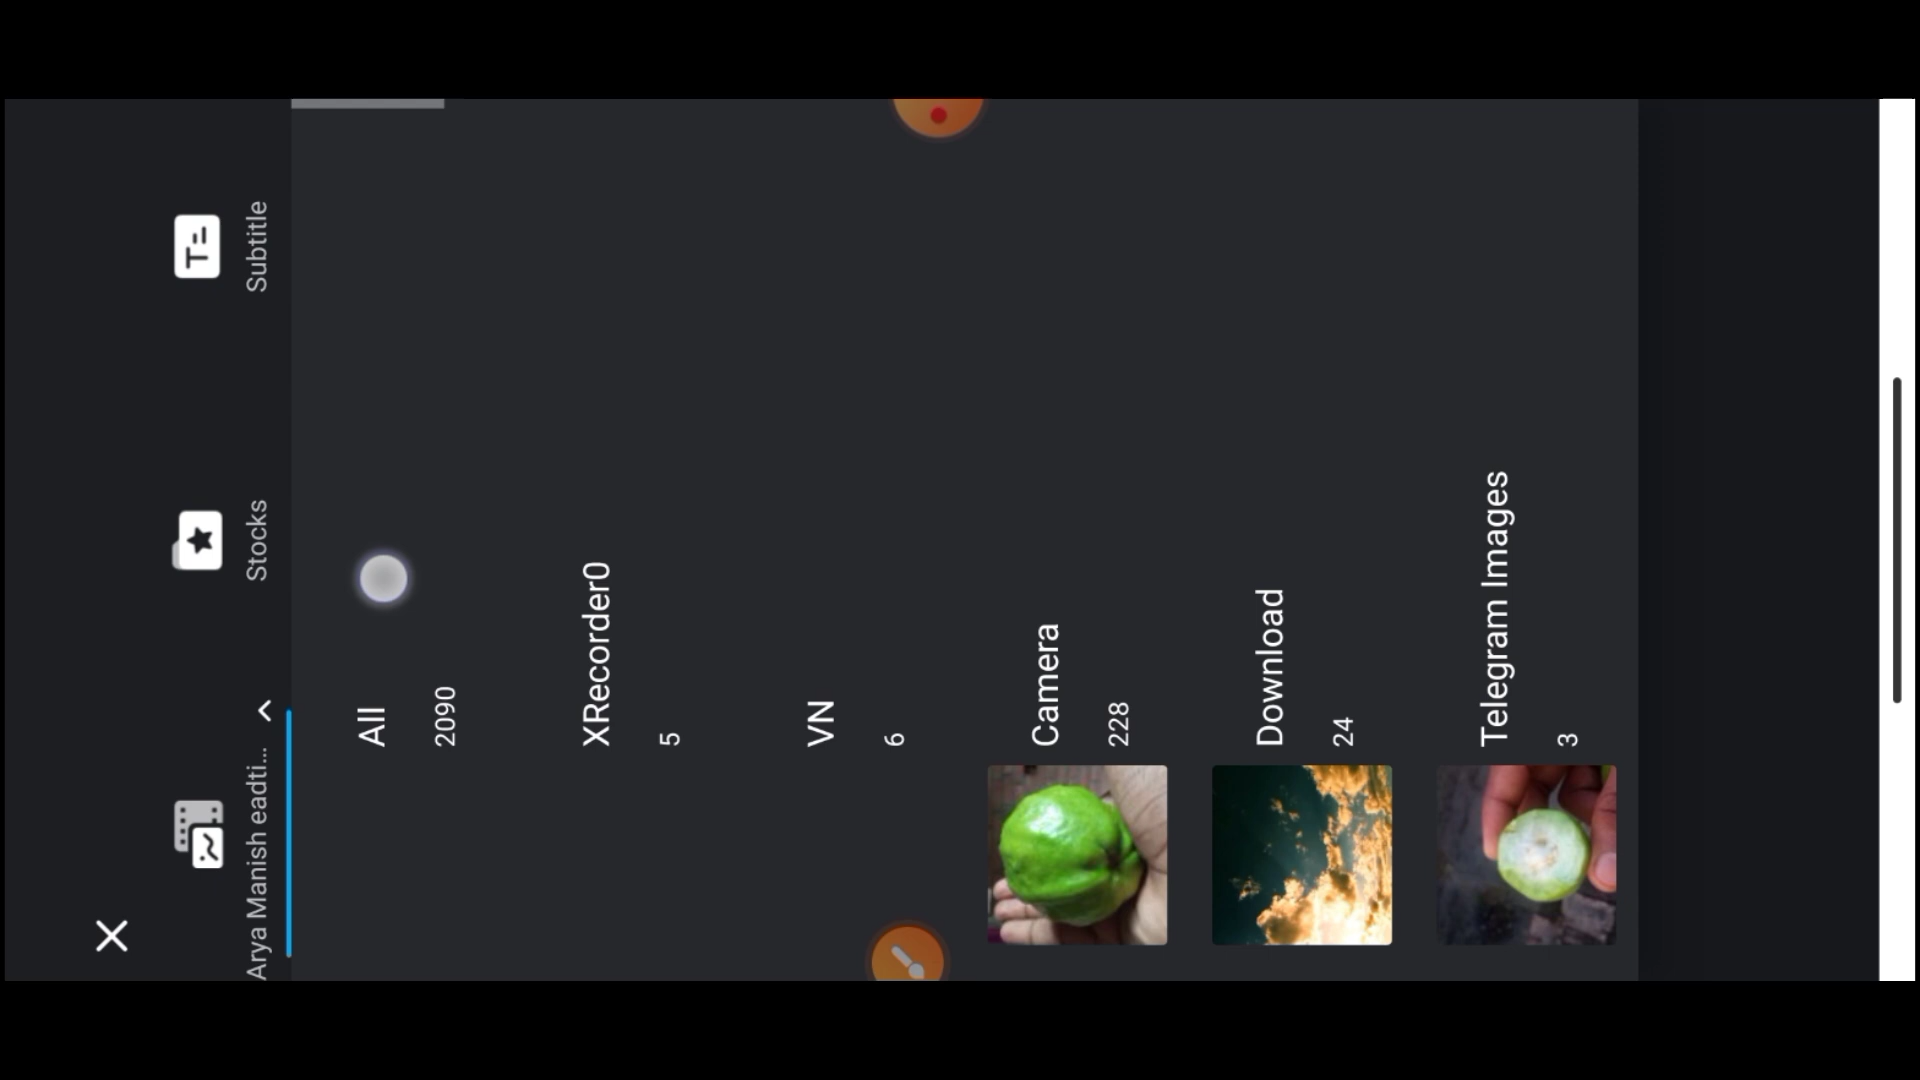 Arya Manish eadti...
Stocks
Subtitle
All
2090
XRecorder0
5
VN
6
Camera
228
Download
24
Telegram Images
3